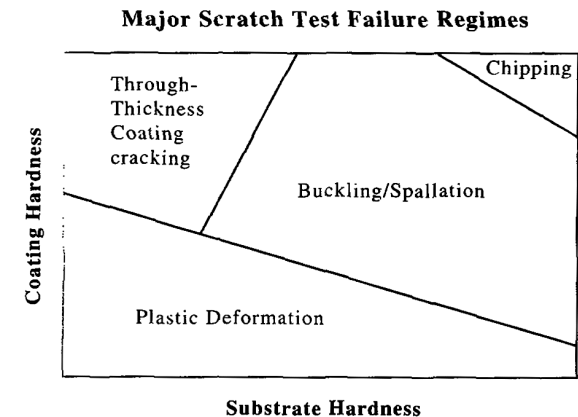 Major Scratch Test Failure Regimes
Chipping
Through-
Thickness
Coating
cracking
Buckling/Spallation
Coating Hardness
Plastic Deformation
Substrate Hardness